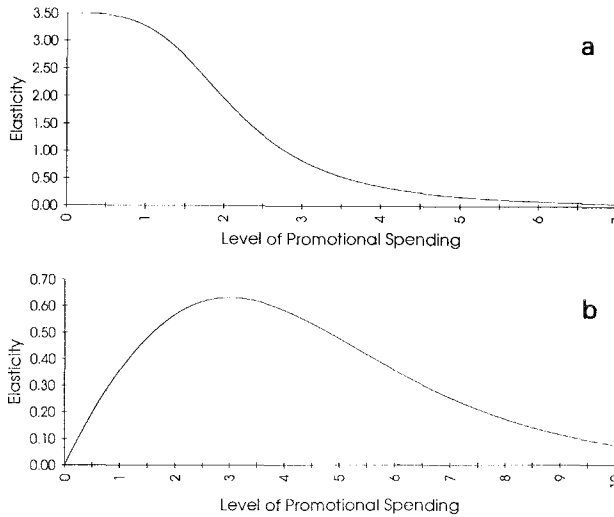 3.50
a
3.00
2.50
2.00
1.50
1.00
0.50
0.00
0 1 2 3 4 5 6 7
Elasticity
Level of Promotional Spending
0.70
b
0.60
0.50
0.40
0.30
0.20
0.10
0.00
0 1 2 3 4 5 6 7 8 9 10
Elasticity
Level of Promotional Spending